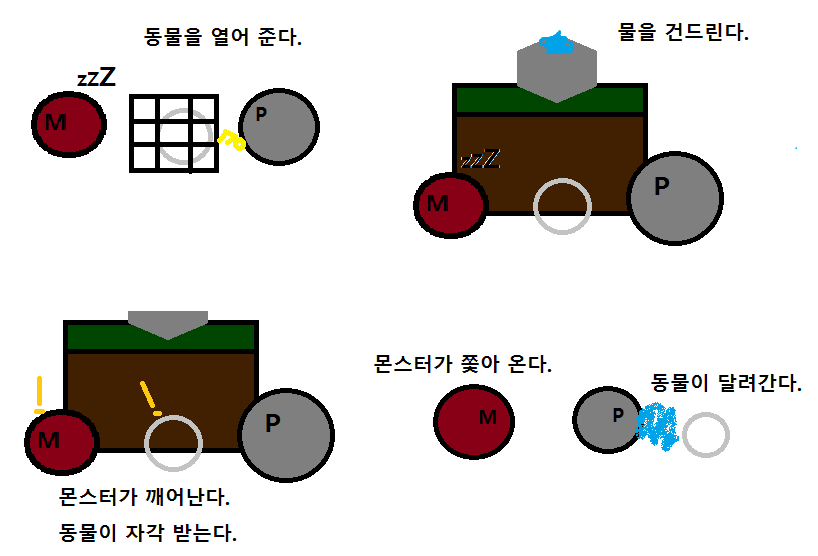 동물을 열어 준다.
zzZ
M
P
물을 건드린다.
zzZ
M
P
M
P
몬스터가 깨어난다.
동물이 자각 받는다.
몬스터가 쫓아 온다.
동물이 달려간다.
M
P